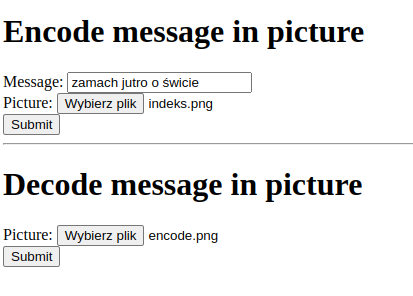 Encode message in picture
Message: zamach jutro o świcie
Picture: Wybierz plik indeks.png
Submit
Decode message in picture
Picture: Wybierz plik encode.png
Submit